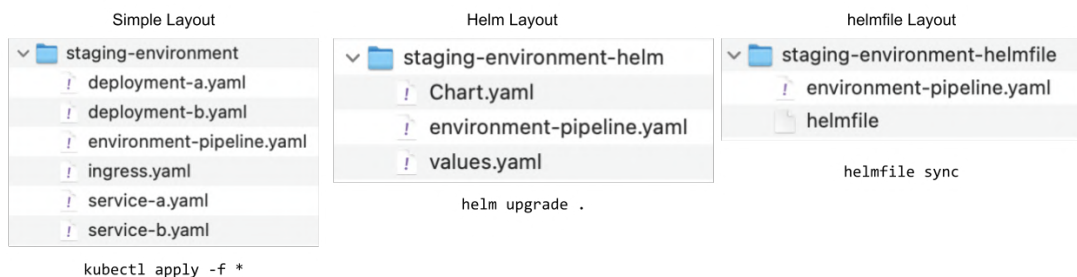 Simple Layout
staging-environment
deployment-a.yaml
deployment-b.yaml
environment-pipeline.yaml
ingress.yaml
service-a.yaml
service-b.yaml
kubectl apply -f *
Helm Layout
staging-environment-helm
Chart.yaml
environment-pipeline.yaml
values.yaml
helm upgrade .
helmfile Layout
staging-environment-helmfile
environment-pipeline.yaml
helmfile
helmfile sync